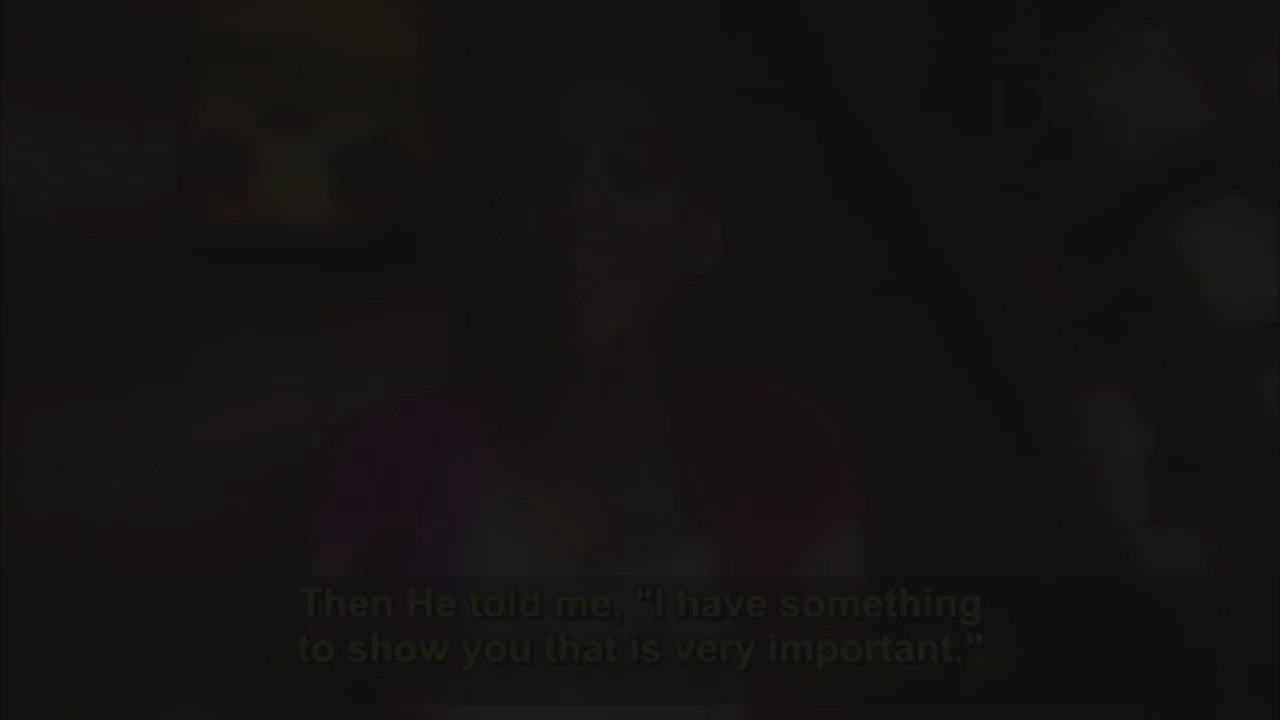 Then He told me, "I have something
to show you that is very important."